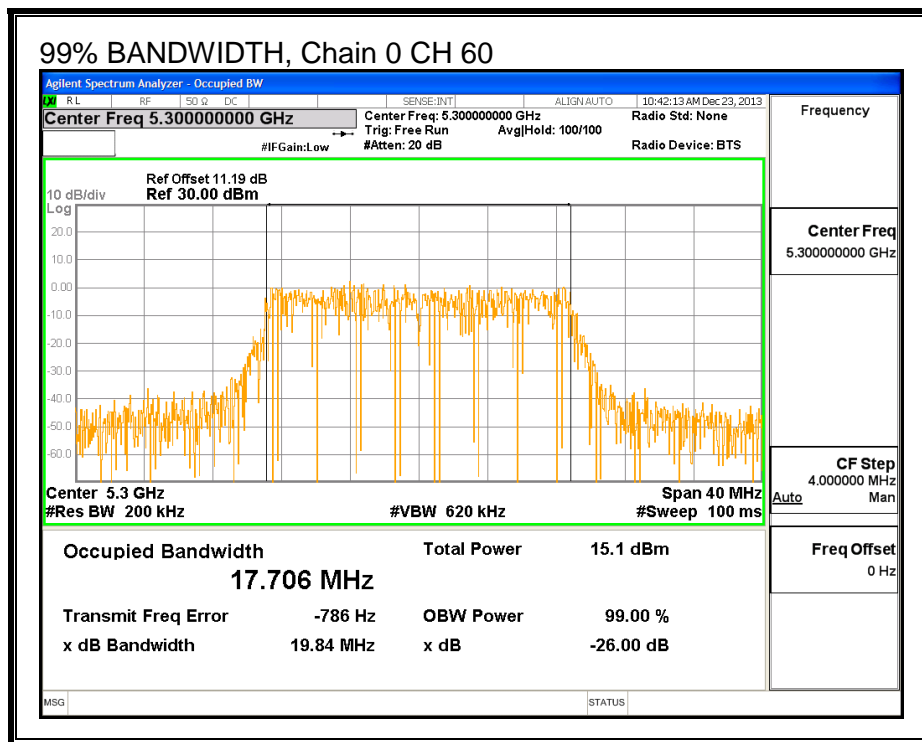 99% BANDWIDTH, Chain 0 CH 60
Agilent Spectrum Analyzer - Occupied BW
LXI RL RF 50 Ω DC SENSE:INT ALIGN AUTO 10:42:13 AM Dec 23, 2013
Center Freq 5.300000000 GHz
Center Freq: 5.300000000 GHz Radio Std: None
Trig: Free Run Avg|Hold: 100/100
#IFGain:Low #Atten: 20 dB Radio Device: BTS
Ref Offset 11.19 dB
10 dB/div Ref 30.00 dBm
Log
20.0
10.0
0.00
-10.0
-20.0
-30.0
-40.0
-50.0
-60.0
Center 5.3 GHz Span 40 MHz
#Res BW 200 kHz #VBW 620 kHz #Sweep 100 ms
Occupied Bandwidth Total Power 15.1 dBm
17.706 MHz
Transmit Freq Error -786 Hz OBW Power 99.00 %
x dB Bandwidth 19.84 MHz x dB -26.00 dB
MSG STATUS
Frequency
Center Freq
5.300000000 GHz
CF Step
4.000000 MHz
Auto Man
Freq Offset
0 Hz